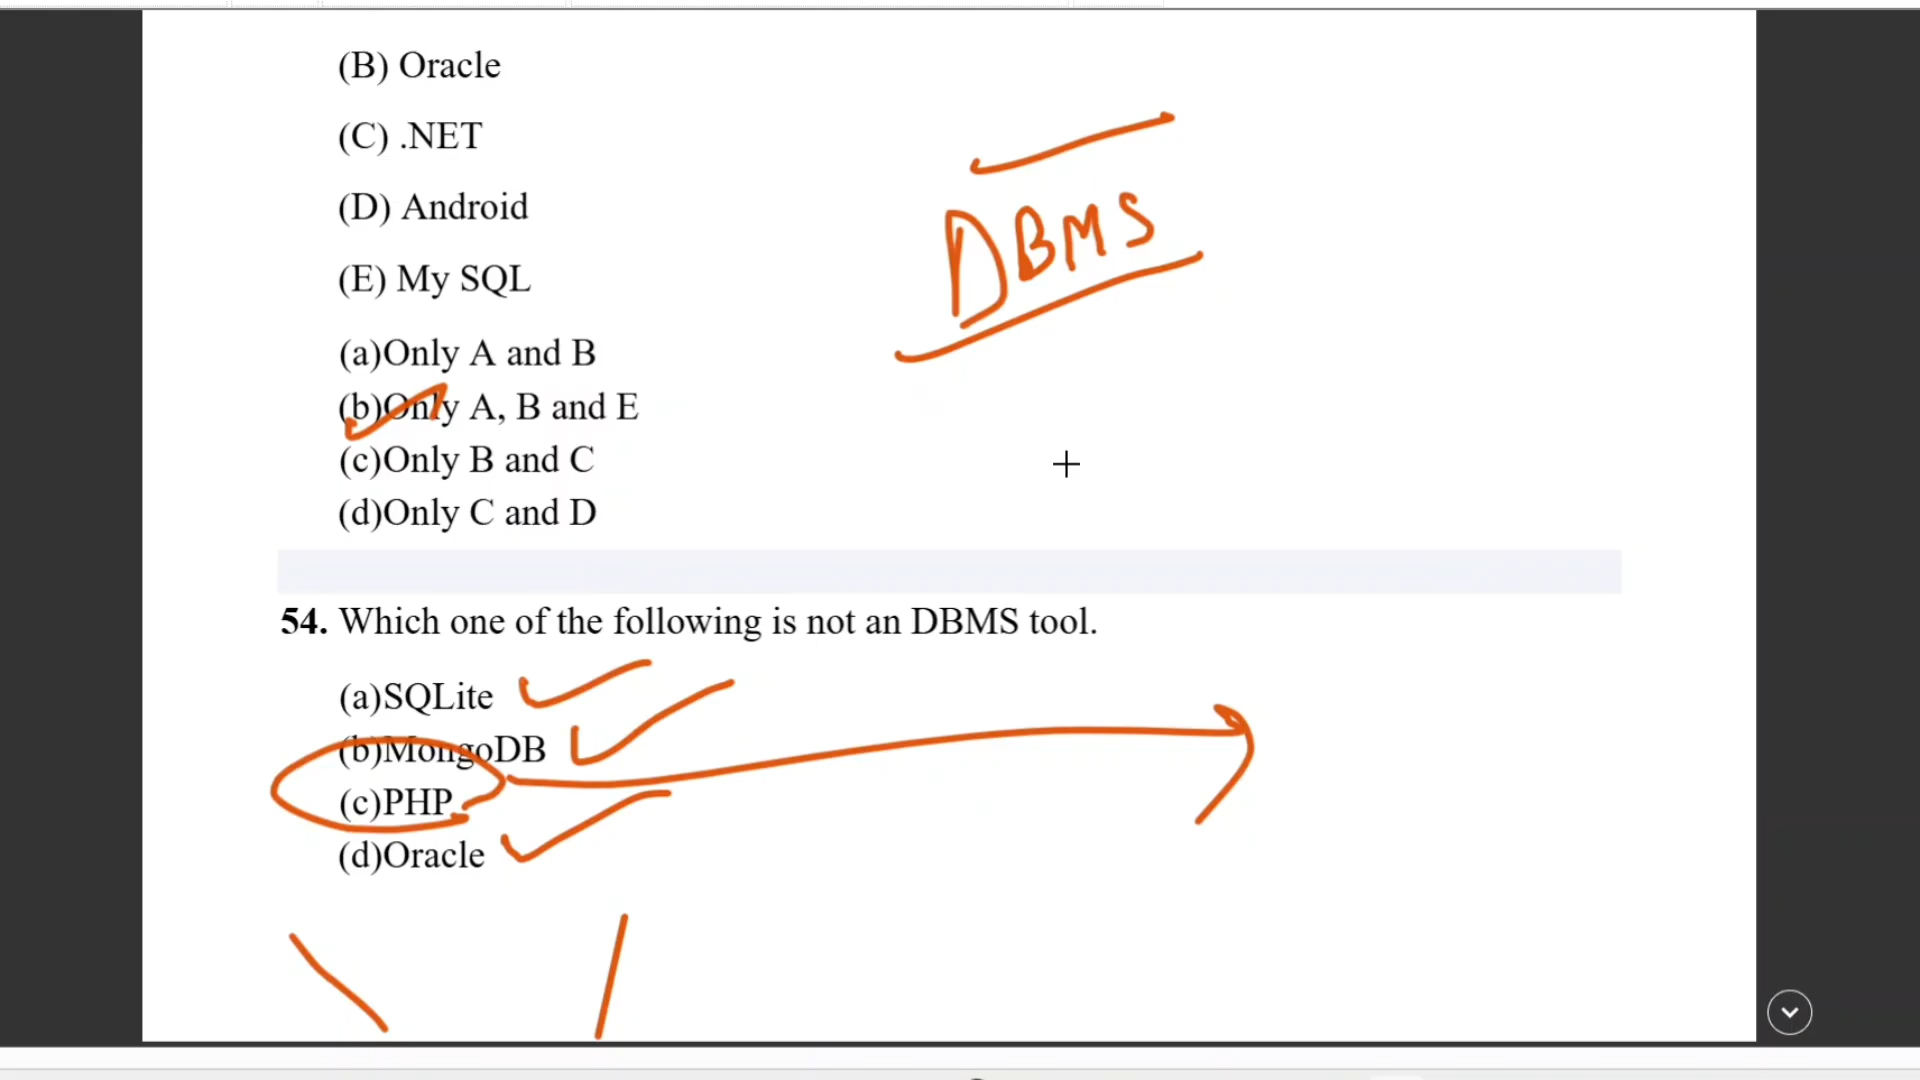 (B) Oracle
(C) .NET
DBMS
(D) Android
(E) My SQL
(a)Only A and B
(b)Only A, B and E
(c)Only B and C
(d)Only C and D
54. Which one of the following is not an DBMS tool.
(a)SQLite
(b)MongoDB
(c)PHP
(d)Oracle